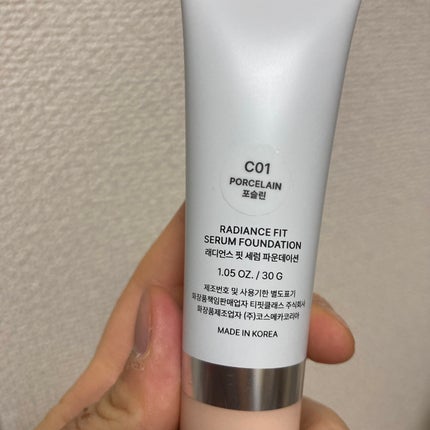 C01
PORCELAIN
포슬린
RADIANCE FIT
SERUM FOUNDATION
래디언스 핏 세럼 파운데이션
1.05 OZ. / 30 G
제조번호 및 사용기한 별도표기
화장품책임판매업자 티핏클래스 주식회사
화장품제조업자 (주)코스메카코리아
MADE IN KOREA